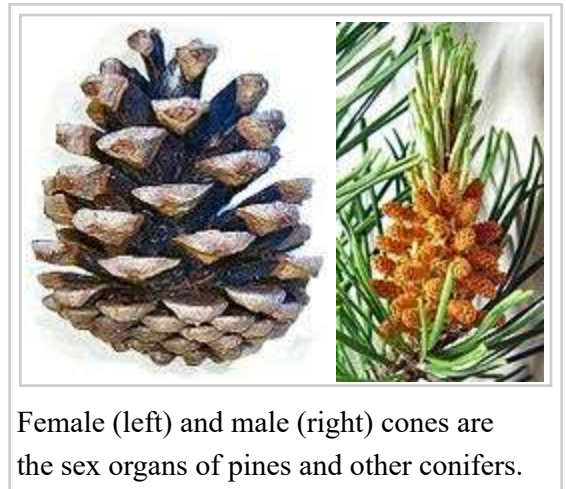 Female (left) and male (right) cones are
the sex organs of pines and other conifers.